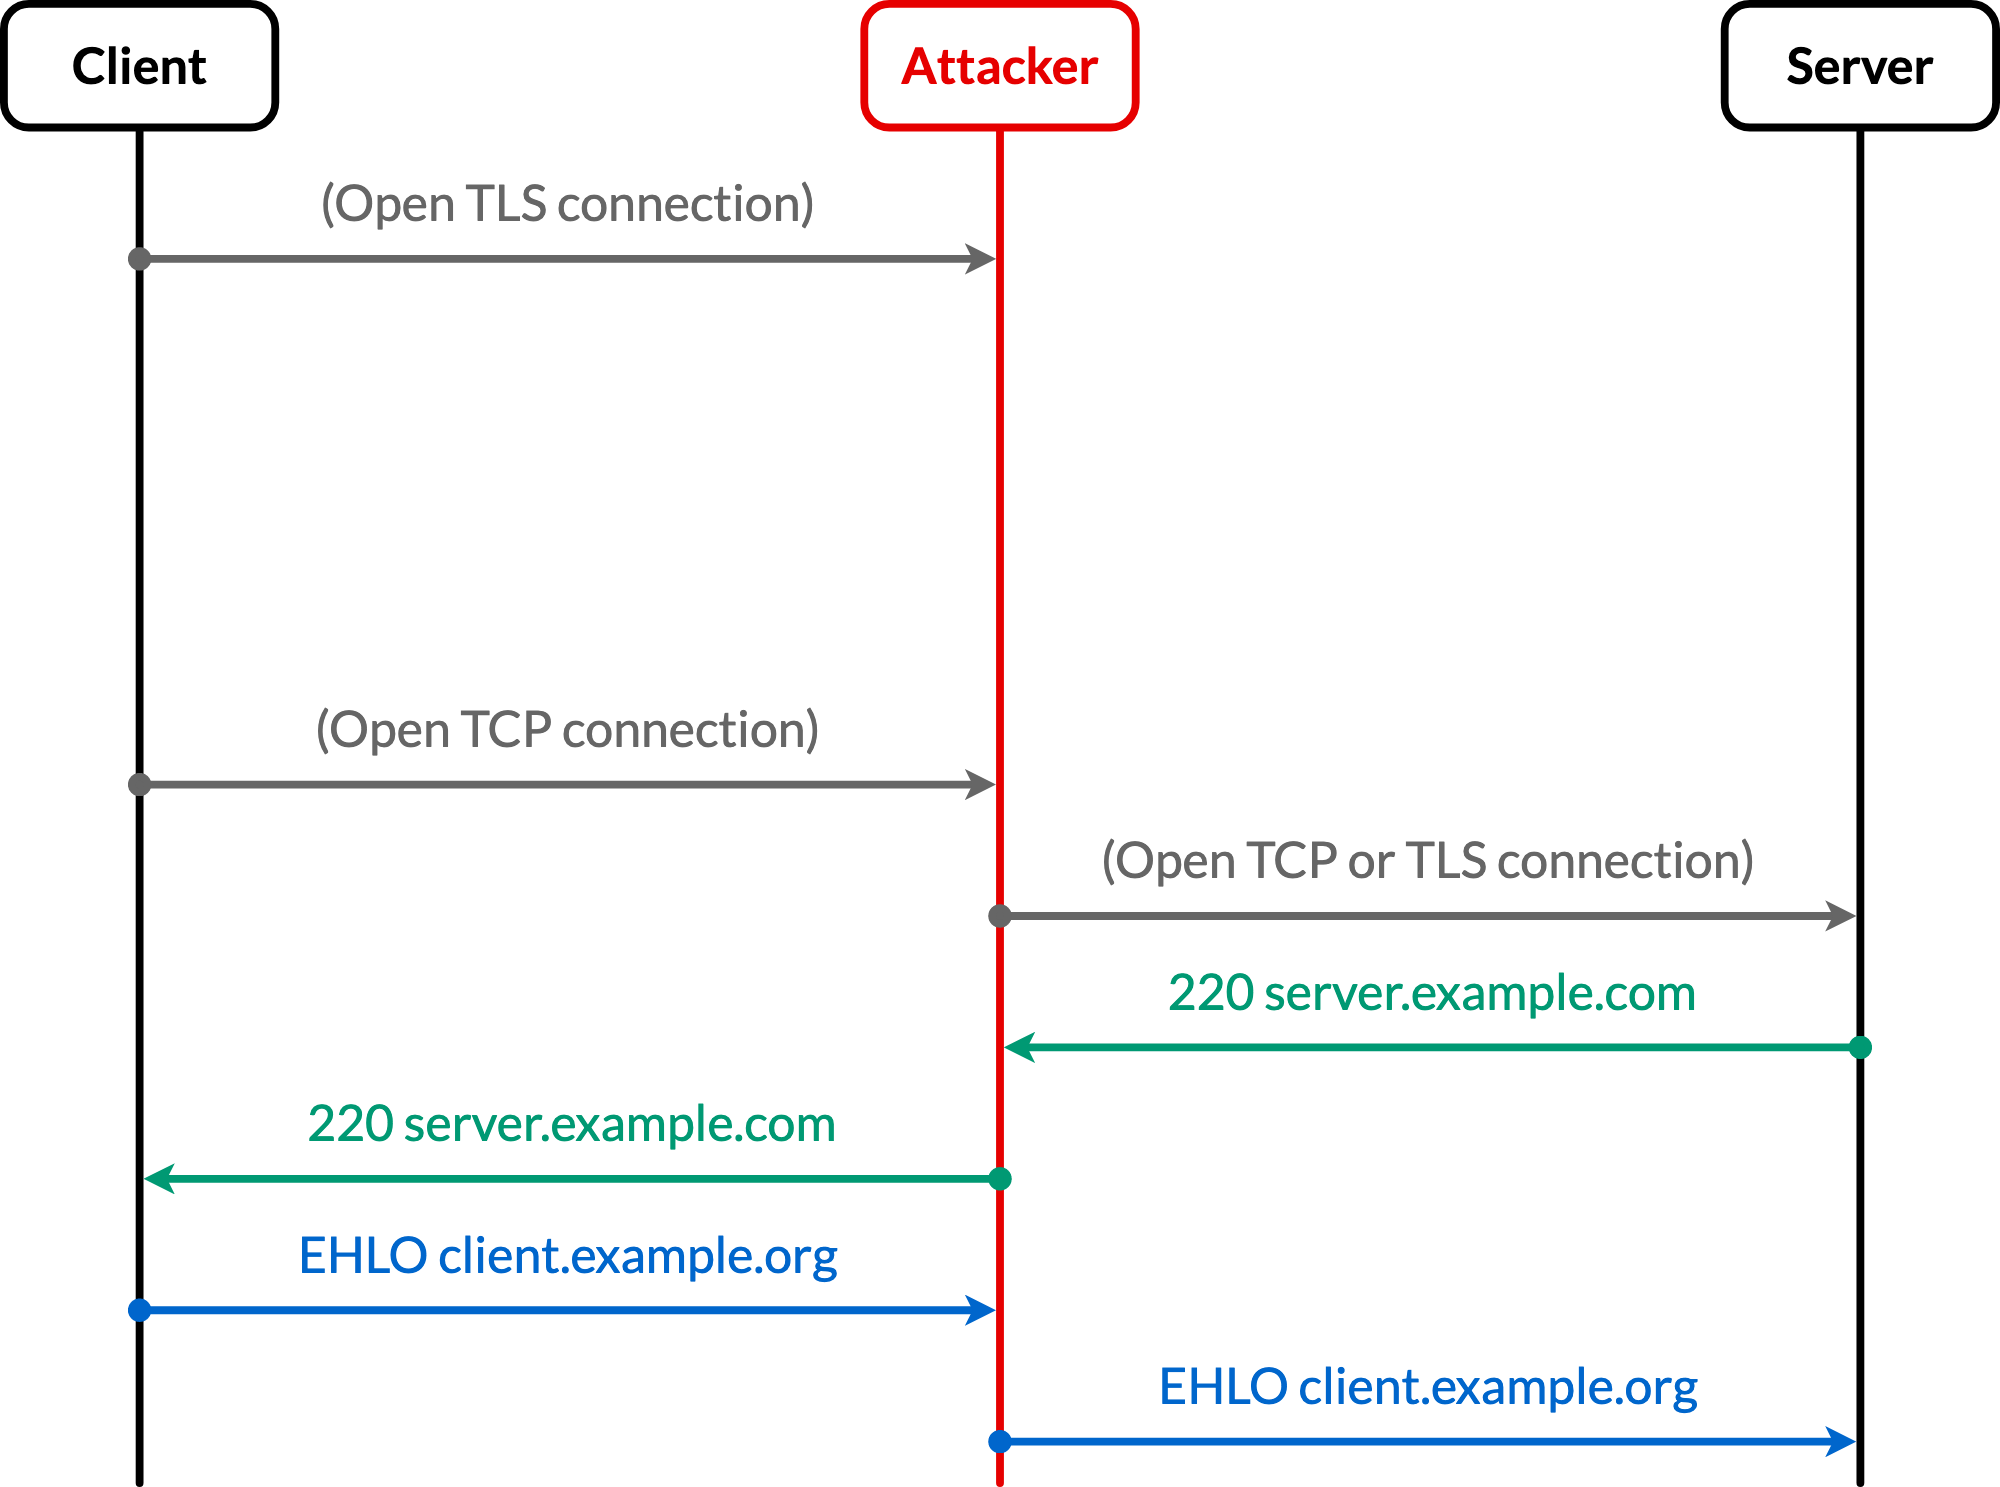 Client
Attacker
Server
(Open TLS connection)
(Open TCP connection)
(Open TCP or TLS connection)
220 server.example.com
220 server.example.com
EHLO client.example.org
EHLO client.example.org